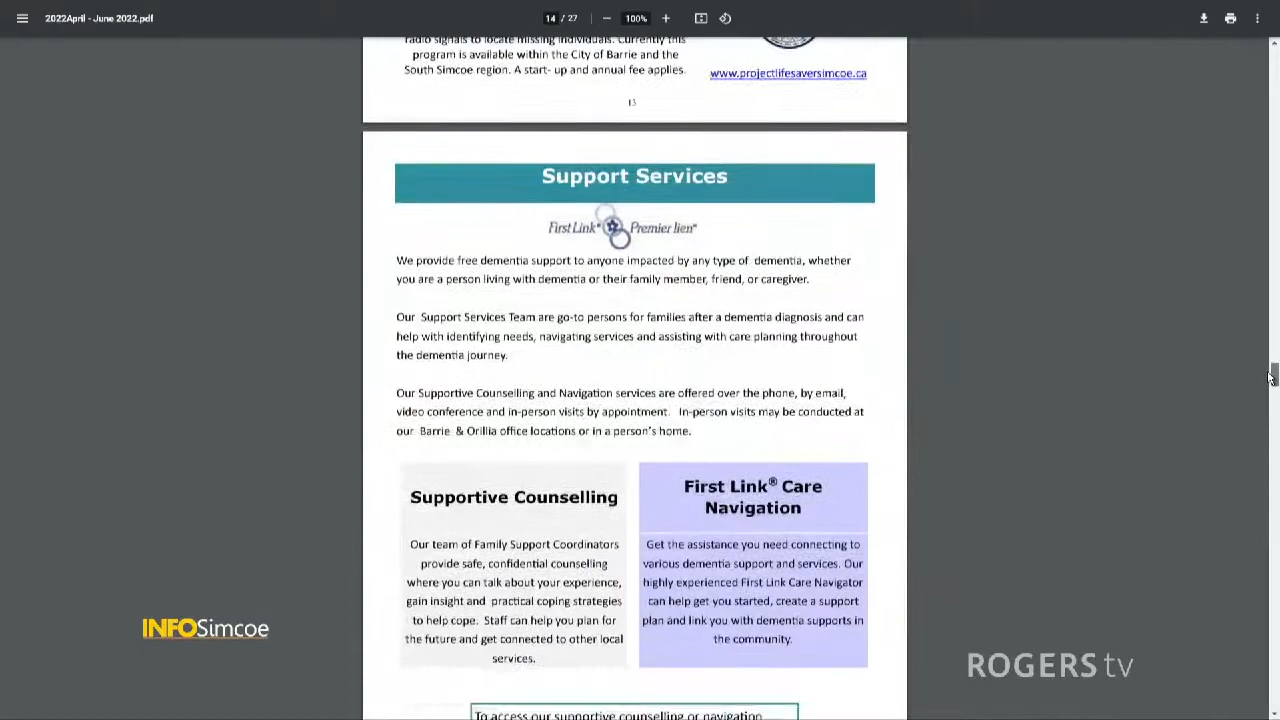 2022April - June 2022.pdf
14 / 27
100%
radio signals to locate missing individuals. Currently this
program is available within the City of Barrie and the
South Simcoe region. A start- up and annual fee applies.
www.projectlifesaversimcoe.ca
13
Support Services
First Link® Premier lien®
We provide free dementia support to anyone impacted by any type of dementia, whether
you are a person living with dementia or their family member, friend, or caregiver.
Our Support Services Team are go-to persons for families after a dementia diagnosis and can
help with identifying needs, navigating services and assisting with care planning throughout
the dementia journey.
Our Supportive Counselling and Navigation services are offered over the phone, by email,
video conference and in-person visits by appointment. In-person visits may be conducted at
our Barrie & Orillia office locations or in a person's home.
Supportive Counselling
Our team of Family Support Coordinators
provide safe, confidential counselling
where you can talk about your experience,
gain insight and practical coping strategies
to help cope. Staff can help you plan for
the future and get connected to other local
services.
First Link® Care
Navigation
Get the assistance you need connecting to
various dementia support and services. Our
highly experienced First Link Care Navigator
can help get you started, create a support
plan and link you with dementia supports in
the community.
To access our supportive counselling or navigation
INFOSimcoe
ROGERS tv